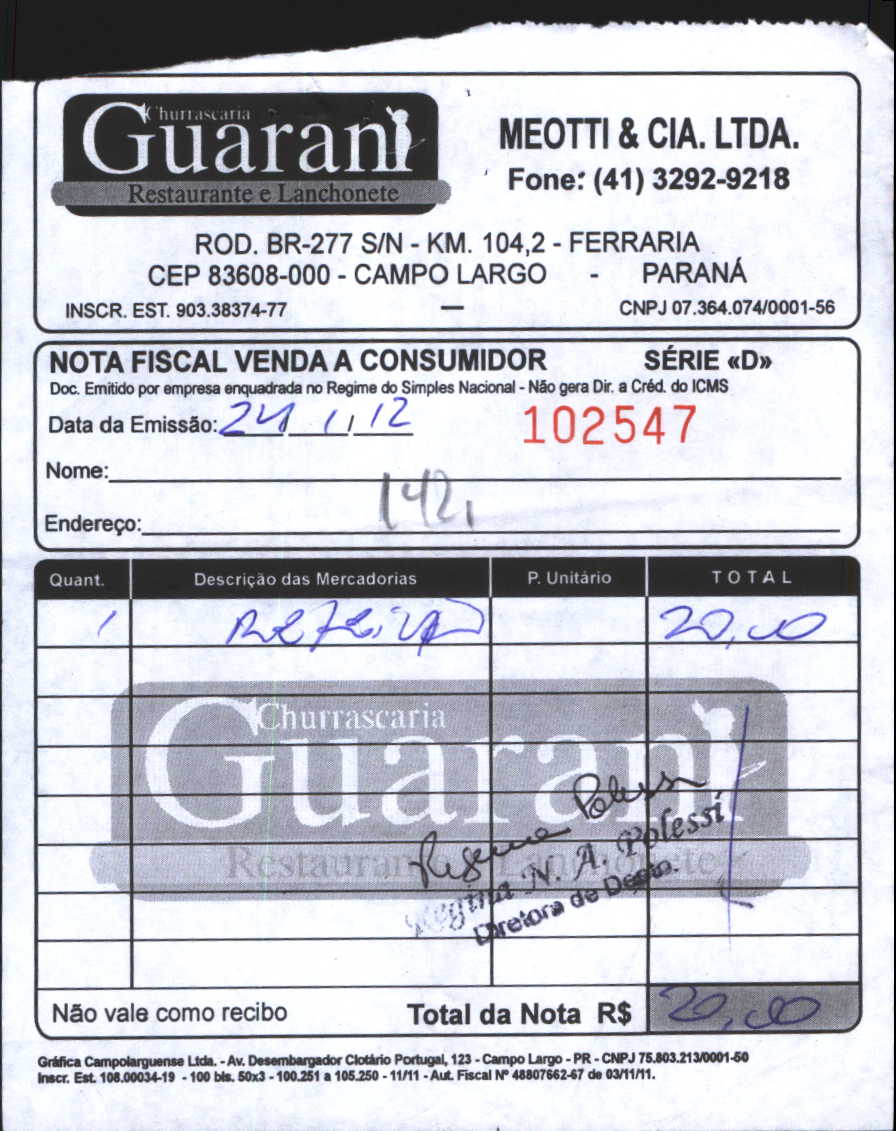 Churrascaria
Guarani
Restaurante e Lanchonete
MEOTTI & CIA. LTDA.
Fone: (41) 3292-9218
ROD. BR-277 S/N - KM. 104,2 - FERRARIA
CEP 83608-000 - CAMPO LARGO - PARANÁ
INSCR. EST. 903.38374-77 CNPJ 07.364.074/0001-56
NOTA FISCAL VENDA A CONSUMIDOR SÉRIE «D»
Doc. Emitido por empresa enquadrada no Regime do Simples Nacional - Não gera Dir. a Créd. do ICMS
Data da Emissão: 24 / 1 / 12 102547
Nome:
142,
Endereço:
Quant. Descrição das Mercadorias P. Unitário TOTAL
1 Refeição 20,00
Churrascaria
Guarani
Restaurante e Lanchonete
Regina Polessi
Regina N. A. Polessi
Diretora de
Não vale como recibo Total da Nota R$ 20,00
Gráfica Campolarguense Ltda. - Av. Desembargador Clotário Portugal, 123 - Campo Largo - PR - CNPJ 75.803.213/0001-50
Inscr. Est. 108.00034-19 - 100 bls. 50x3 - 100.251 a 105.250 - 11/11 - Aut. Fiscal Nº 48807662-67 de 03/11/11.